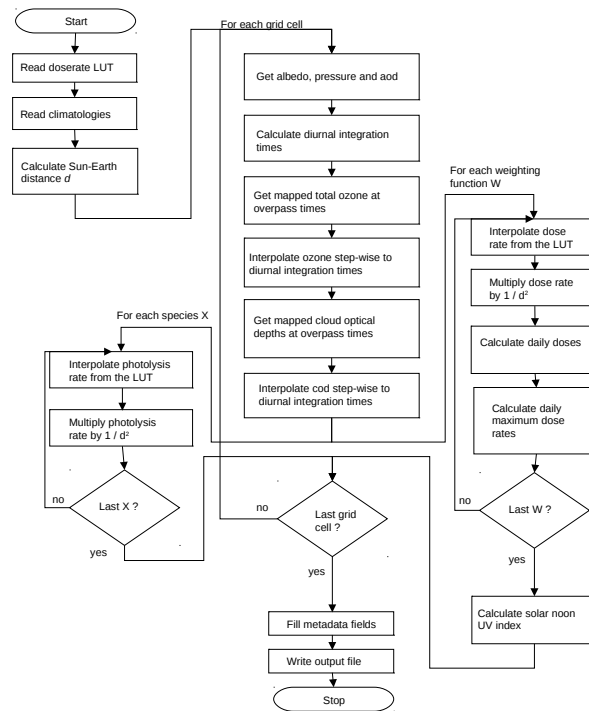 Start
Read doserate LUT
Read climatologies
Calculate Sun-Earth
distance d
For each grid cell
Get albedo, pressure and aod
Calculate diurnal integration
times
Get mapped total ozone at
overpass times
Interpolate ozone step-wise to
diurnal integration times
Get mapped cloud optical
depths at overpass times
Interpolate cod step-wise to
diurnal integration times
For each species X
Interpolate photolysis
rate from the LUT
Multiply photolysis
rate by 1 / d²
Last X ?
no
yes
For each weighting
function W
Interpolate dose
rate from the LUT
Multiply dose rate
by 1 / d²
Calculate daily doses
Calculate daily
maximum dose
rates
Last W ?
no
yes
Calculate solar noon
UV index
Last grid
cell ?
no
yes
Fill metadata fields
Write output file
Stop